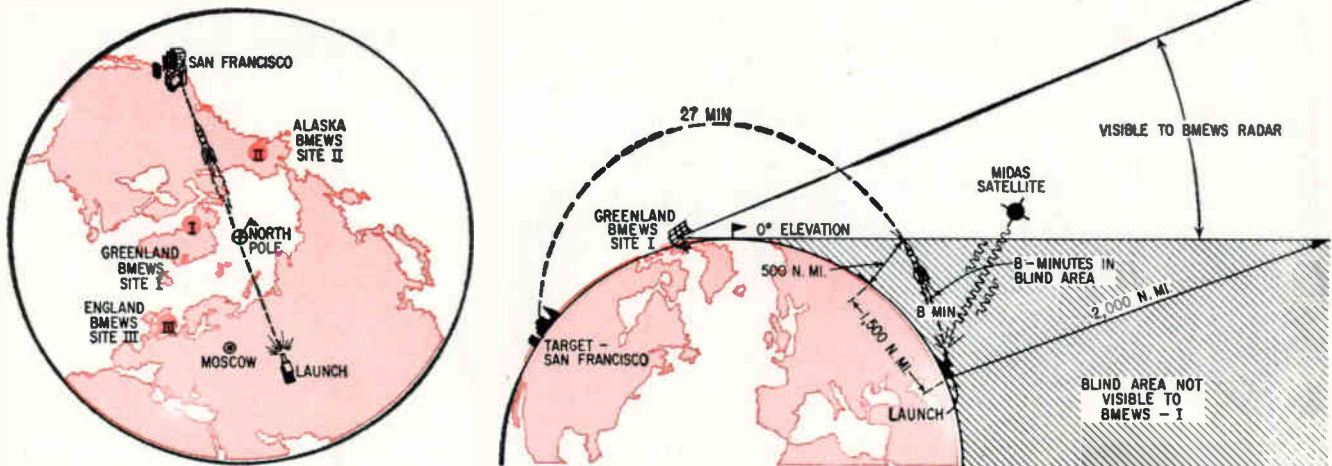 SAN FRANCISCO
ALASKA
BMEWS
SITE II
II
I
NORTH
POLE
GREENLAND
BMEWS
SITE I
ENGLAND
BMEWS
SITE III
III
MOSCOW
LAUNCH
27 MIN
VISIBLE TO BMEWS RADAR
MIDAS
SATELLITE
GREENLAND
BMEWS
SITE I
0° ELEVATION
500 N. MI.
8-MINUTES IN
BLIND AREA
8 MIN
2,000 N. MI.
1,500 N. MI.
TARGET -
SAN FRANCISCO
LAUNCH
BLIND AREA NOT
VISIBLE TO
BMEWS - I